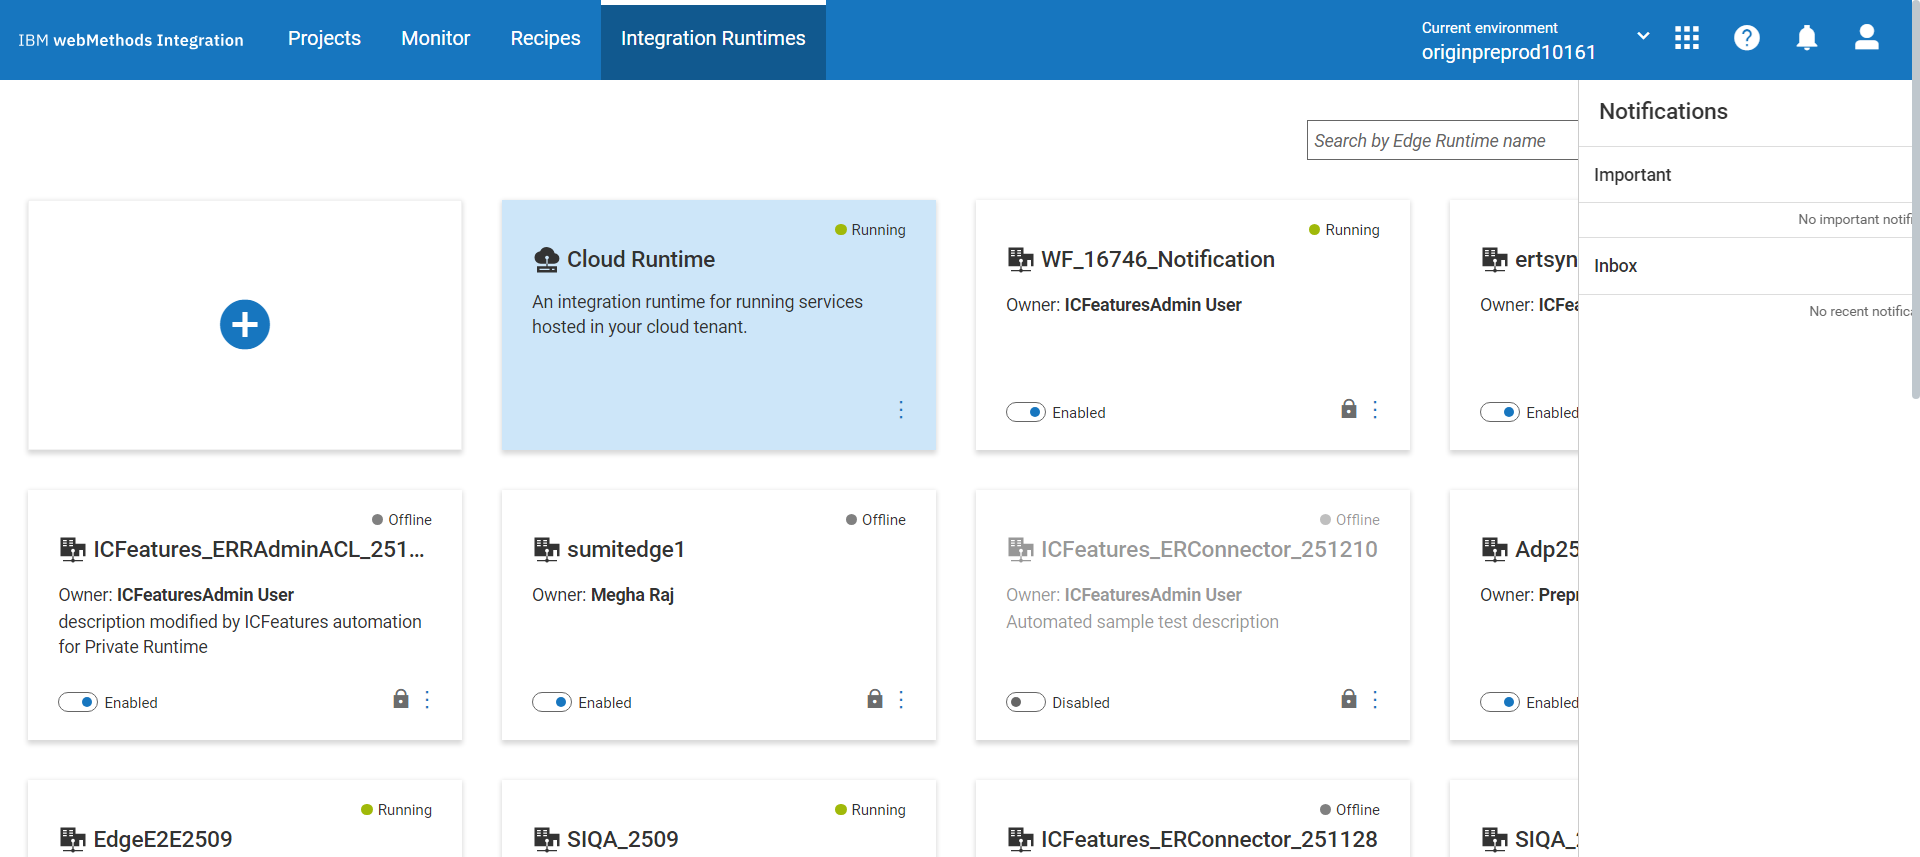 IBM webMethods Integration
Projects
Monitor
Recipes
Integration Runtimes
Current environment
originpreprod10161
Notifications
Important
No important notifi
Inbox
No recent notifica
Search by Edge Runtime name
Running
Cloud Runtime
An integration runtime for running services
hosted in your cloud tenant.
Running
WF_16746_Notification
Owner: ICFeaturesAdmin User
Enabled
ertsyn
Owner: ICFea
Enabled
Offline
ICFeatures_ERRAdminACL_251...
Owner: ICFeaturesAdmin User
description modified by ICFeatures automation
for Private Runtime
Enabled
Offline
sumitedge1
Owner: Megha Raj
Enabled
Offline
ICFeatures_ERConnector_251210
Owner: ICFeaturesAdmin User
Automated sample test description
Disabled
Adp25
Owner: Prepr
Enabled
Running
EdgeE2E2509
Running
SIQA_2509
Offline
ICFeatures_ERConnector_251128
SIQA_